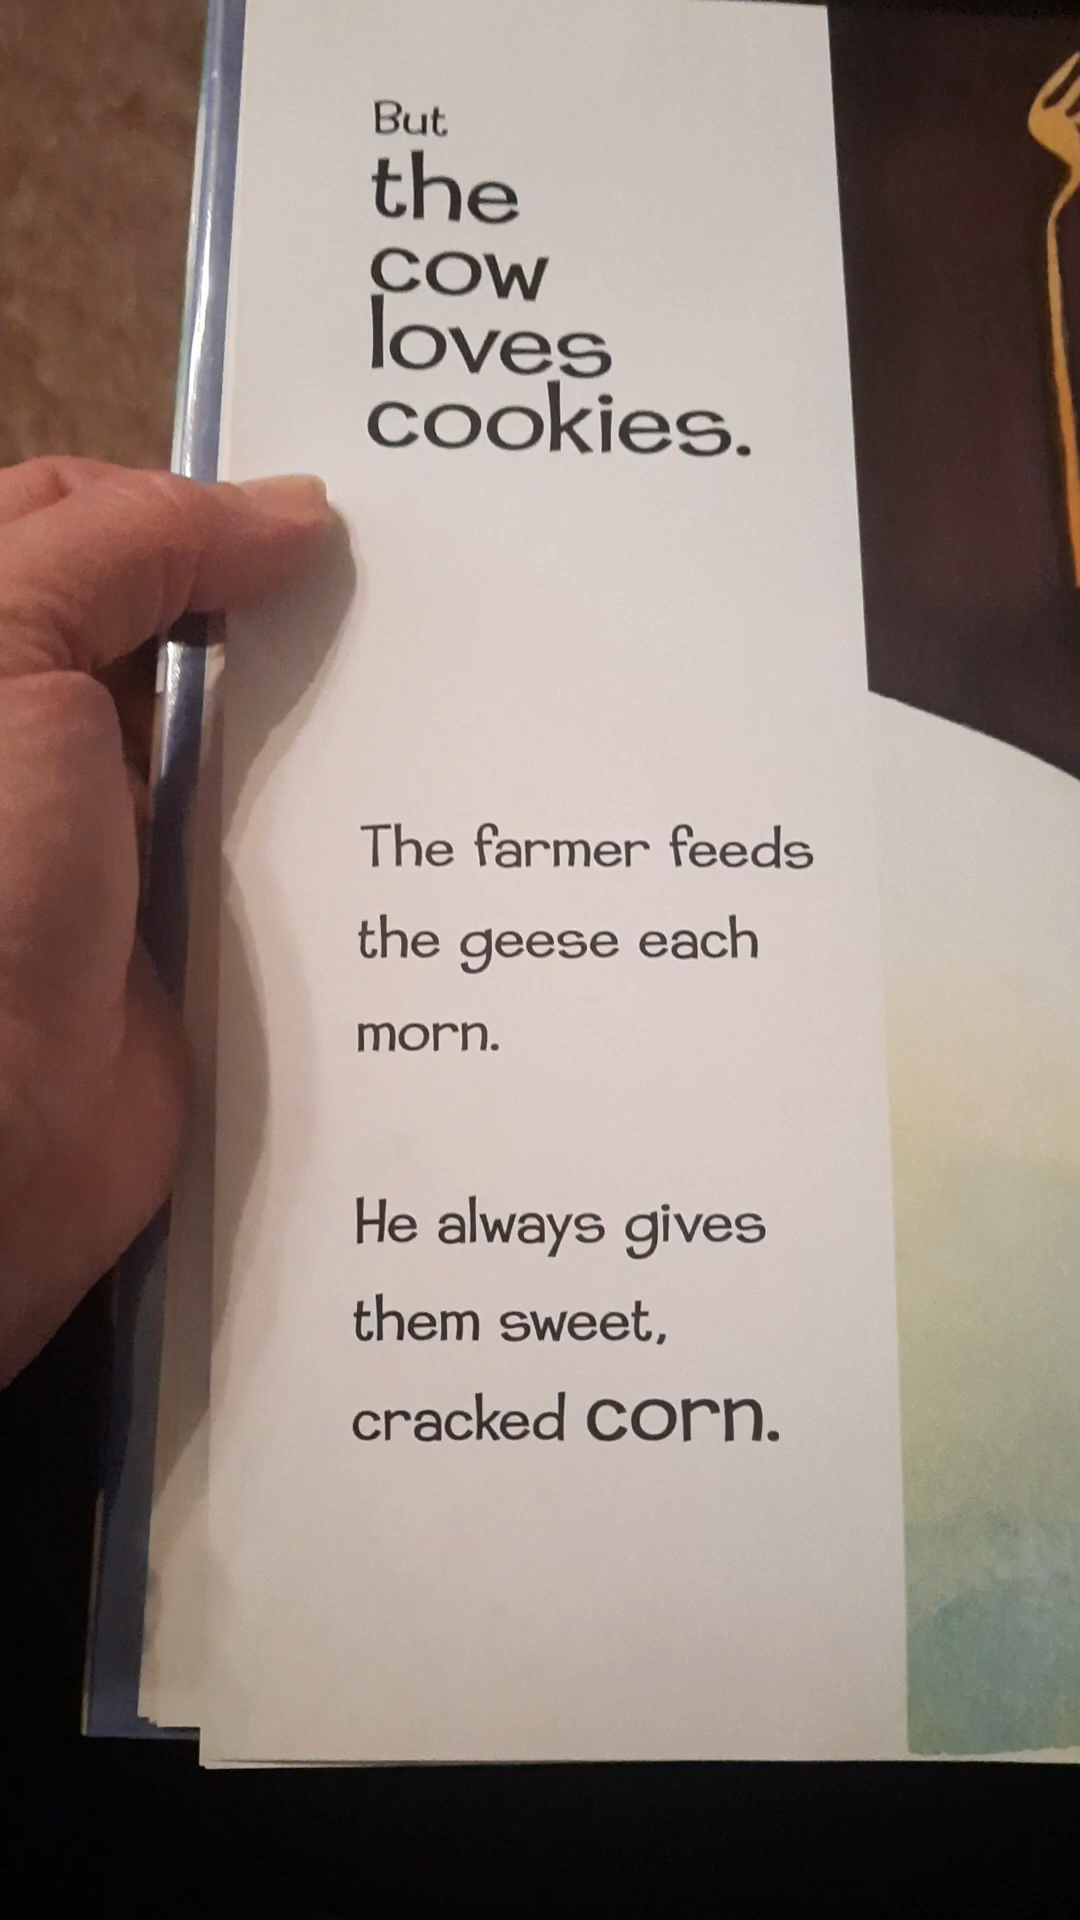 But
the
cow
loves
cookies.
The farmer feeds
the geese each
morn.
He always gives
them sweet,
cracked corn.